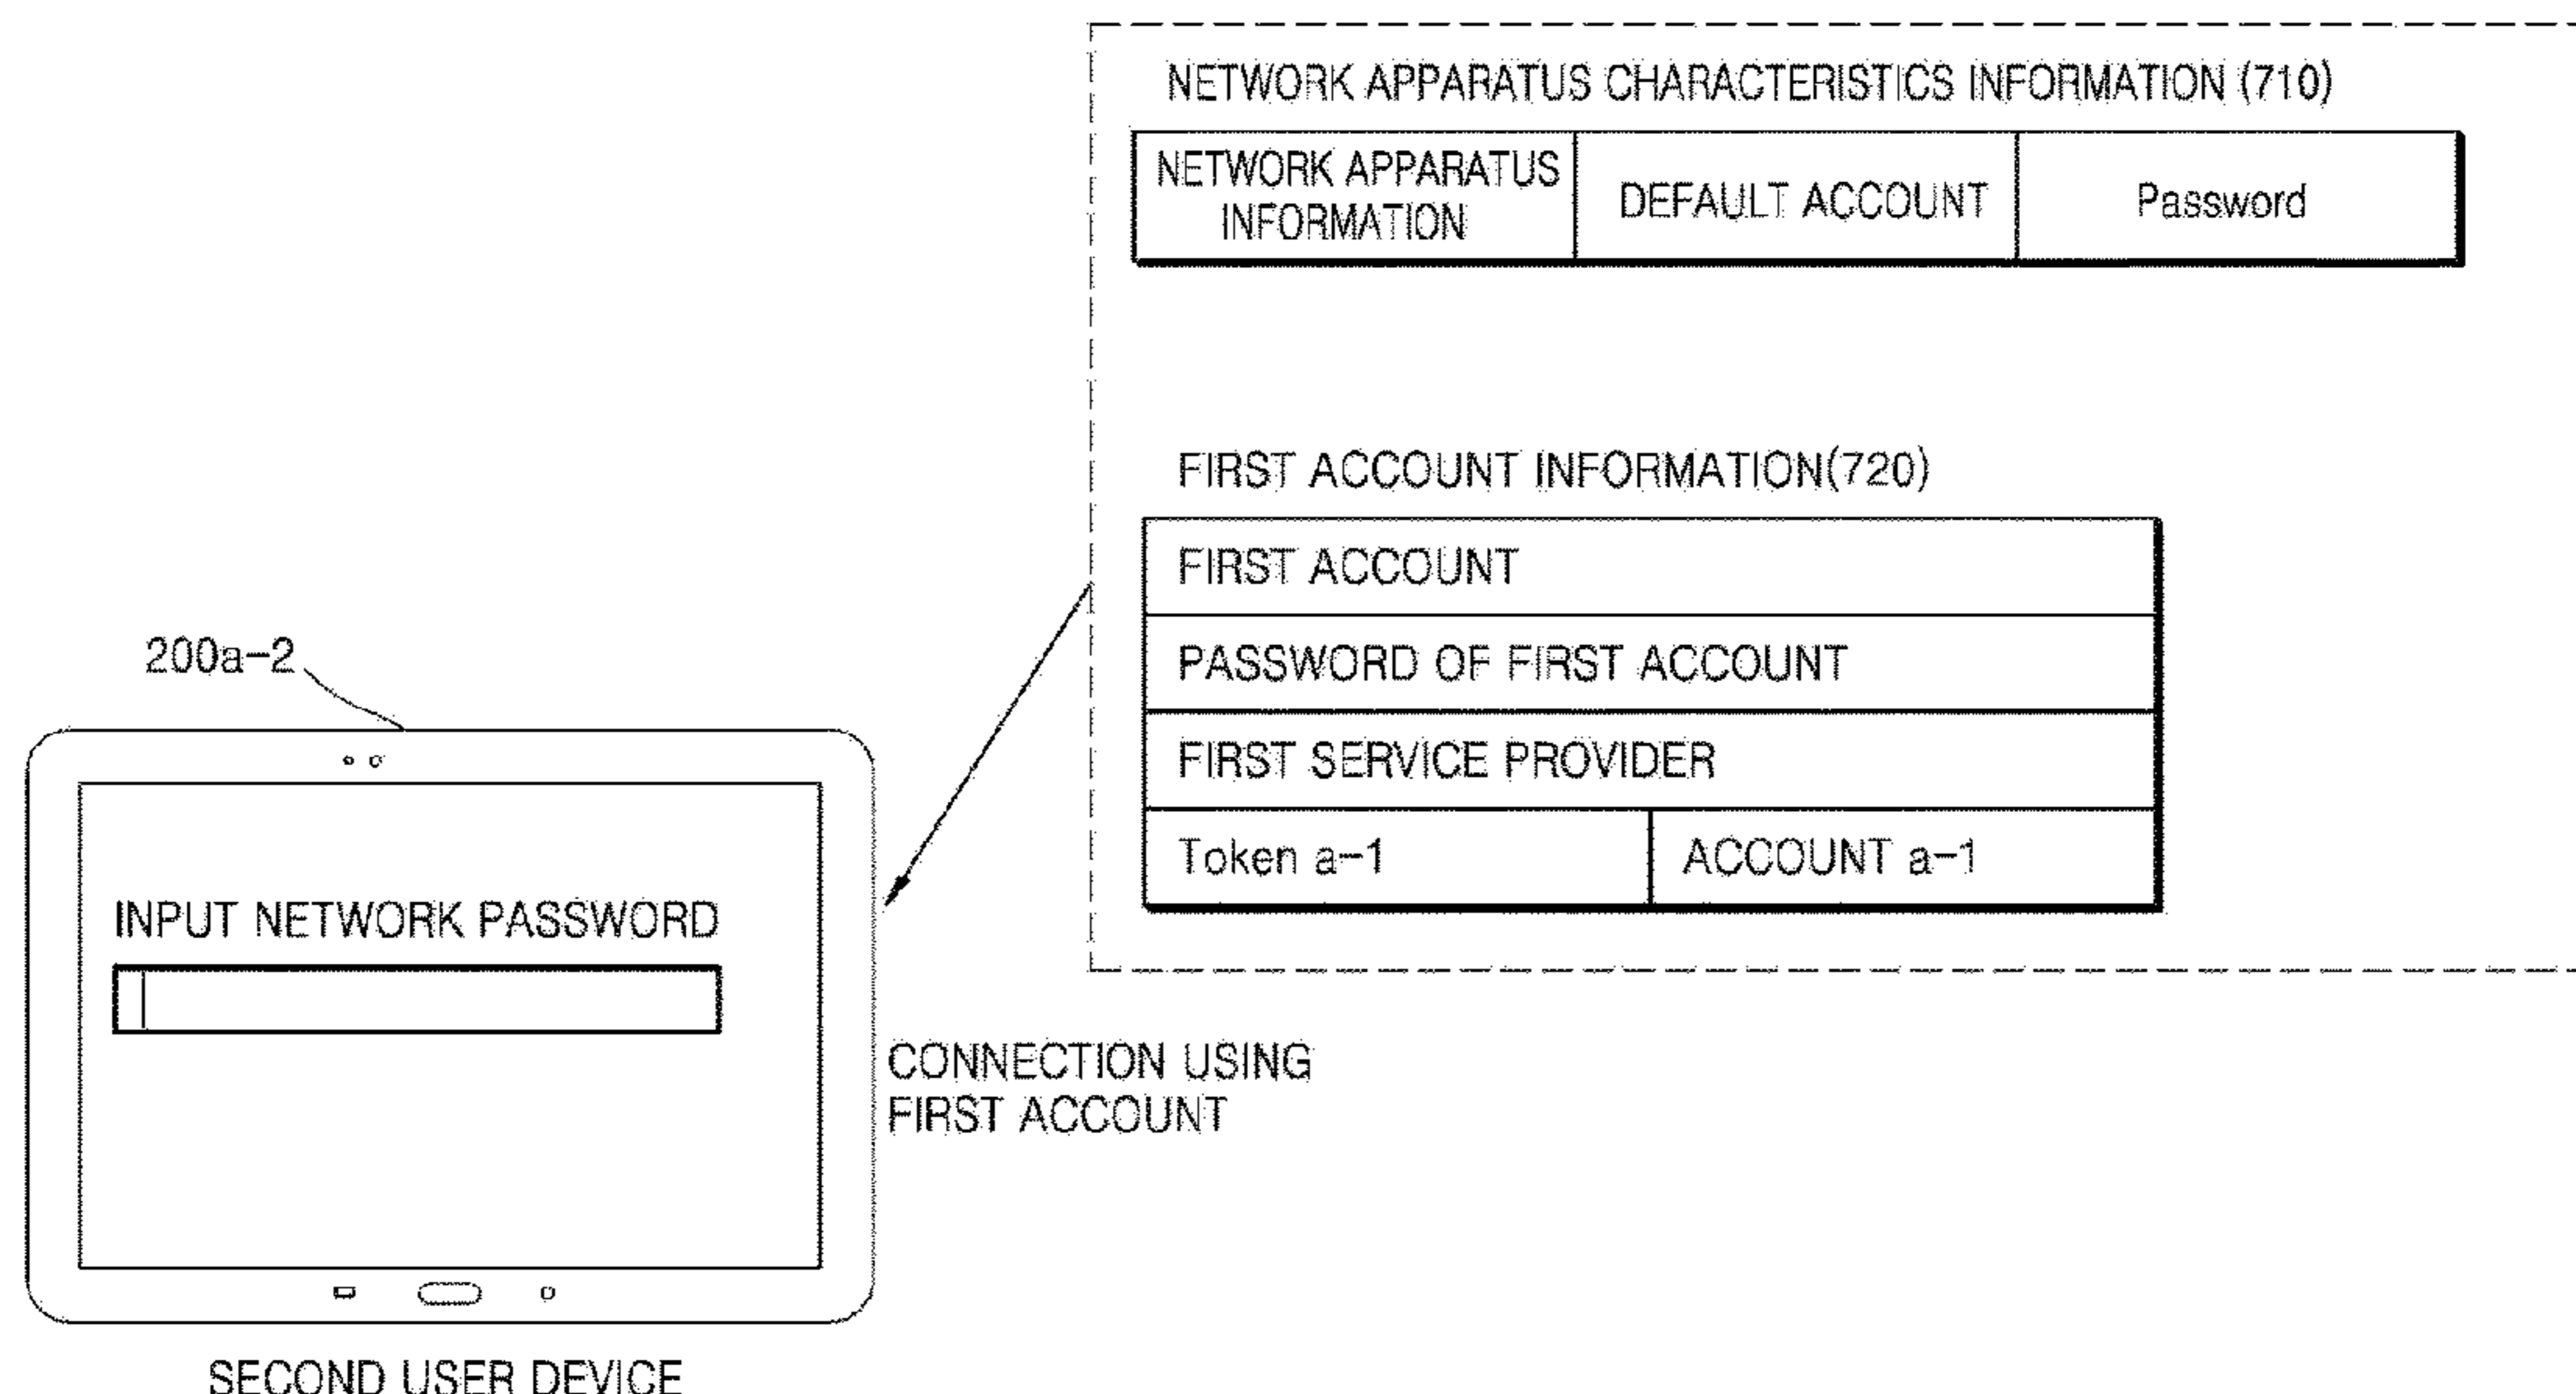 NETWORK APPARATUS CHARACTERISTICS INFORMATION (710)
NETWORK APPARATUS
INFORMATION
DEFAULT ACCOUNT
Password
FIRST ACCOUNT INFORMATION(720)
FIRST ACCOUNT
PASSWORD OF FIRST ACCOUNT
FIRST SERVICE PROVIDER
Token a-1
ACCOUNT a-1
200a-2
INPUT NETWORK PASSWORD
CONNECTION USING
FIRST ACCOUNT
SECOND USER DEVICE